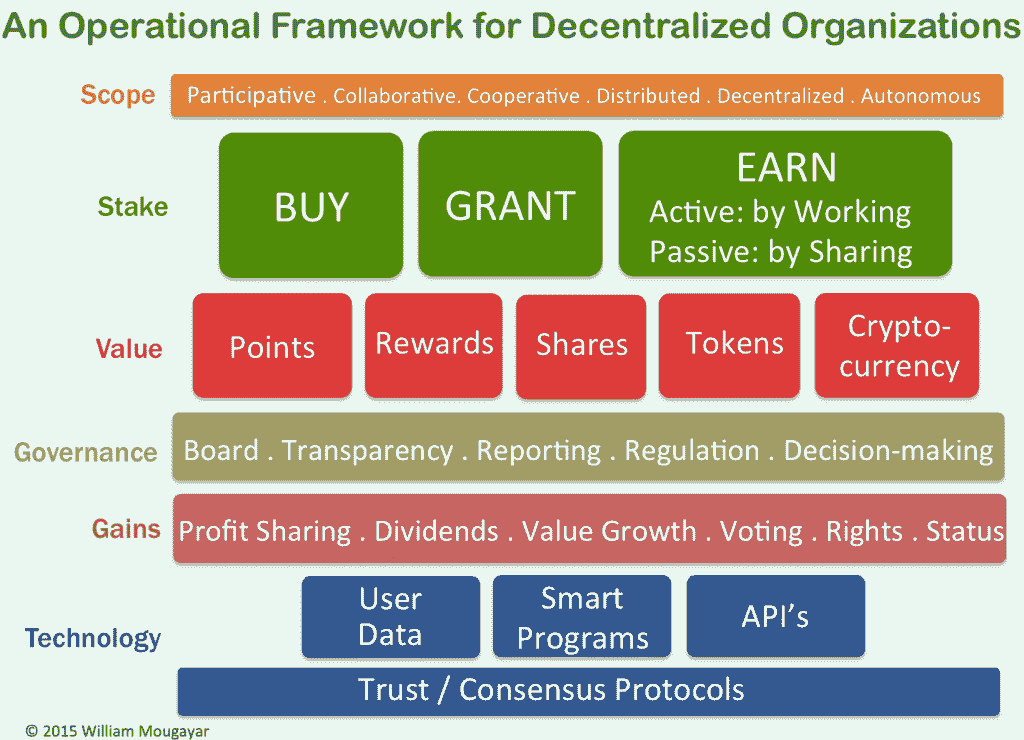 An Operational Framework for Decentralized Organizations
Scope
Participative . Collaborative. Cooperative . Distributed . Decentralized . Autonomous
Stake
BUY
GRANT
EARN
Active: by Working
Passive: by Sharing
Value
Points
Rewards
Shares
Tokens
Crypto-
currency
Governance
Board . Transparency . Reporting . Regulation . Decision-making
Gains
Profit Sharing . Dividends . Value Growth . Voting . Rights . Status
Technology
User
Data
Smart
Programs
API’s
Trust / Consensus Protocols
© 2015 William Mougayar